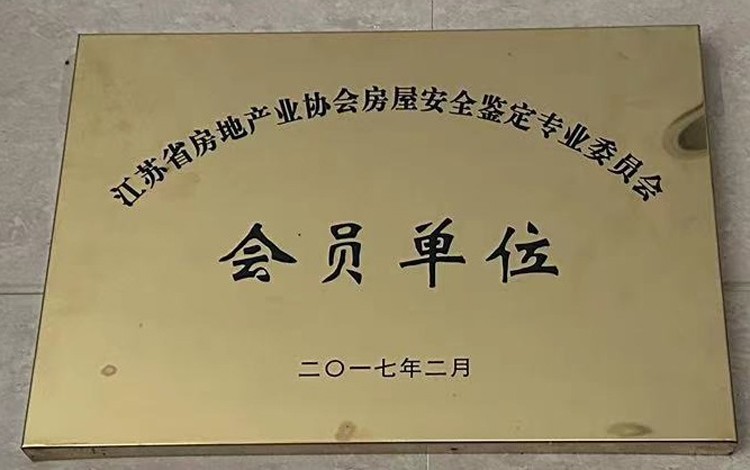 江苏省房地产业协会房屋安全鉴定专业委员会
会员单位
二〇一七年二月